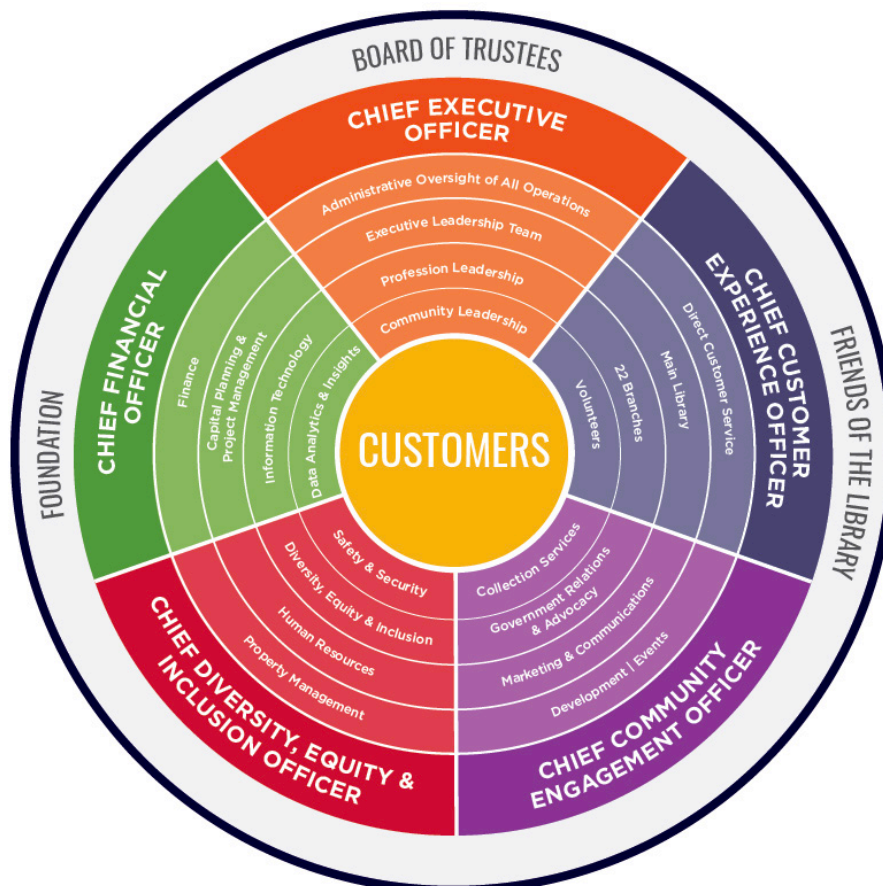 BOARD OF TRUSTEES
CHIEF EXECUTIVE
OFFICER
Administrative Oversight of All Operations
Executive Leadership Team
Profession Leadership
Community Leadership
CHIEF CUSTOMER
EXPERIENCE OFFICER
Direct Customer Service
Main Library
22 Branches
Volunteers
FRIENDS OF THE LIBRARY
CHIEF COMMUNITY
ENGAGEMENT OFFICER
Collection Services
Government Relations
& Advocacy
Marketing & Communications
Development | Events
CHIEF DIVERSITY, EQUITY &
INCLUSION OFFICER
Safety & Security
Diversity, Equity & Inclusion
Human Resources
Property Management
FOUNDATION
CHIEF FINANCIAL
OFFICER
Finance
Capital Planning &
Project Management
Information Technology
Data Analytics & Insights
CUSTOMERS